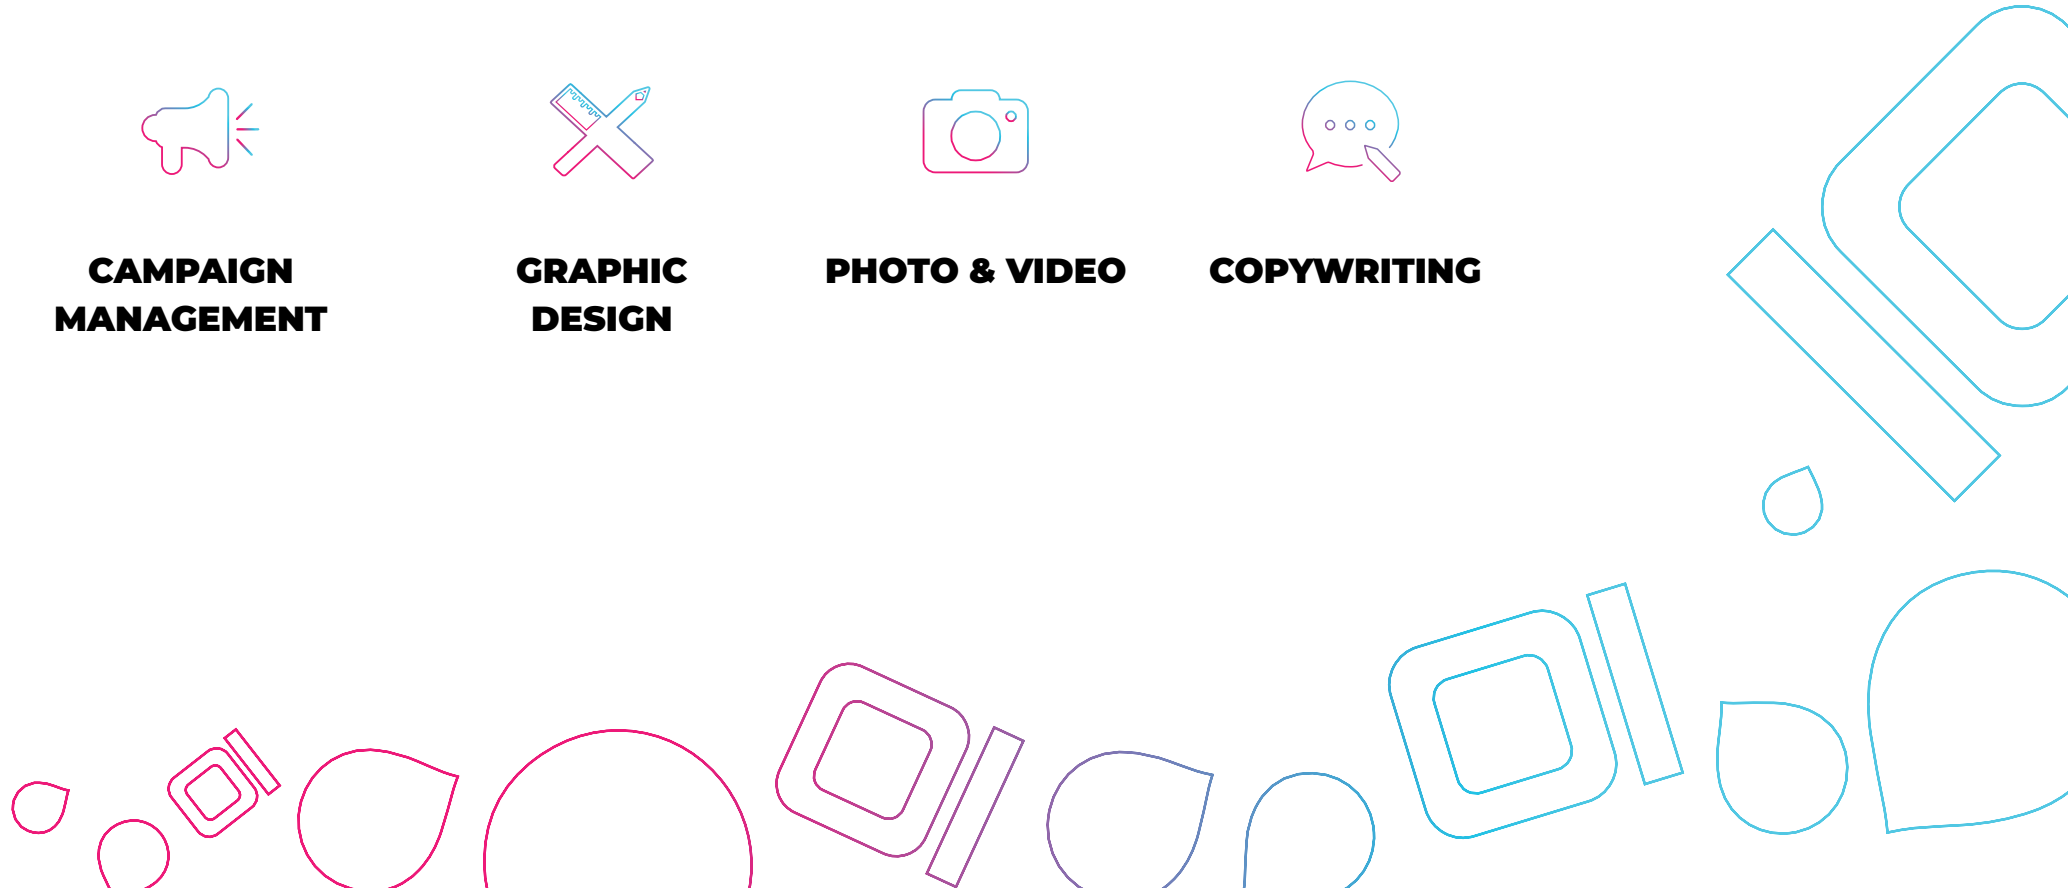 CAMPAIGN
MANAGEMENT
GRAPHIC
DESIGN
PHOTO & VIDEO
COPYWRITING